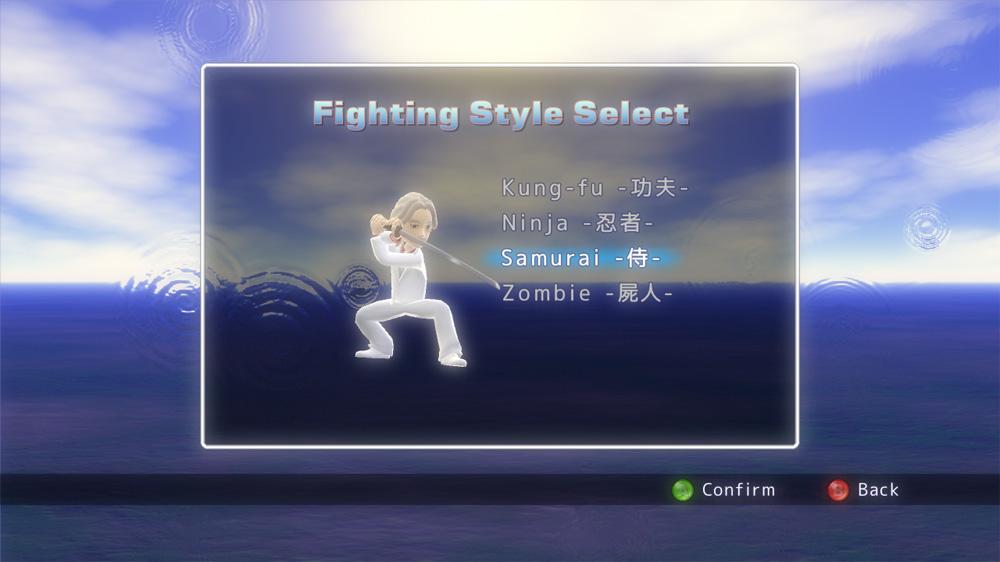 Fighting Style Select
Kung-fu -功夫-
Ninja -忍者-
Samurai -侍-
Zombie -屍人-
Confirm Back